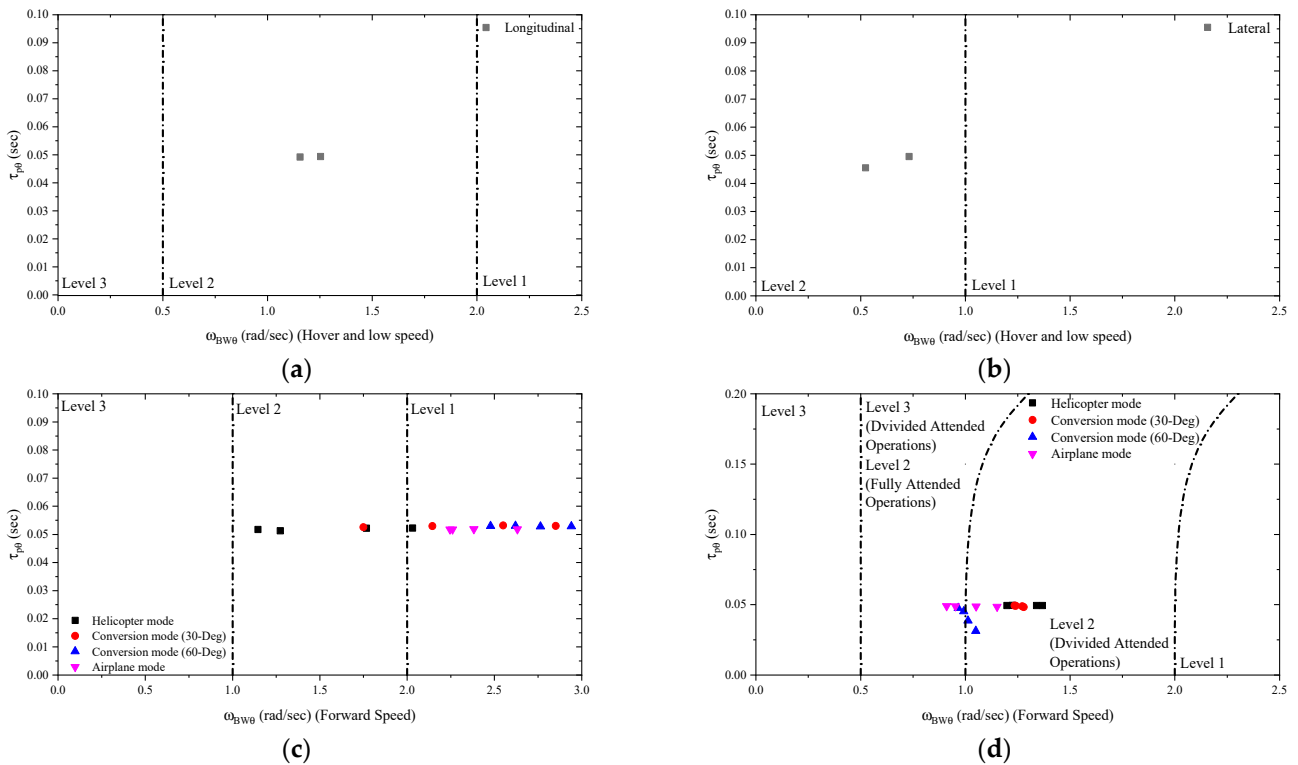 0.10
0.09
0.08
0.07
0.06
0.05
0.04
0.03
0.02
0.01
0.00
τpθ (sec)
Longitudinal
Level 3
Level 2
Level 1
0.0 0.5 1.0 1.5 2.0 2.5
ωBWθ (rad/sec) (Hover and low speed)
(a)
0.10
0.09
0.08
0.07
0.06
0.05
0.04
0.03
0.02
0.01
0.00
τpθ (sec)
Lateral
Level 2
Level 1
0.0 0.5 1.0 1.5 2.0 2.5
ωBWθ (rad/sec) (Hover and low speed)
(b)
0.10
0.09
0.08
0.07
0.06
0.05
0.04
0.03
0.02
0.01
0.00
τpθ (sec)
Level 3
Level 2
Level 1
Helicopter mode
Conversion mode (30-Deg)
Conversion mode (60-Deg)
Airplane mode
0.0 0.5 1.0 1.5 2.0 2.5 3.0
ωBWθ (rad/sec) (Forward Speed)
(c)
0.20
0.15
0.10
0.05
0.00
τpθ (sec)
Level 3
Level 3
(Dvivided Attended
Operations)
Level 2
(Fully Attended
Operations)
Helicopter mode
Conversion mode (30-Deg)
Conversion mode (60-Deg)
Airplane mode
Level 2
(Dvivided Attended
Operations)
Level 1
0.0 0.5 1.0 1.5 2.0 2.5
ωBWθ (rad/sec) (Forward Speed)
(d)